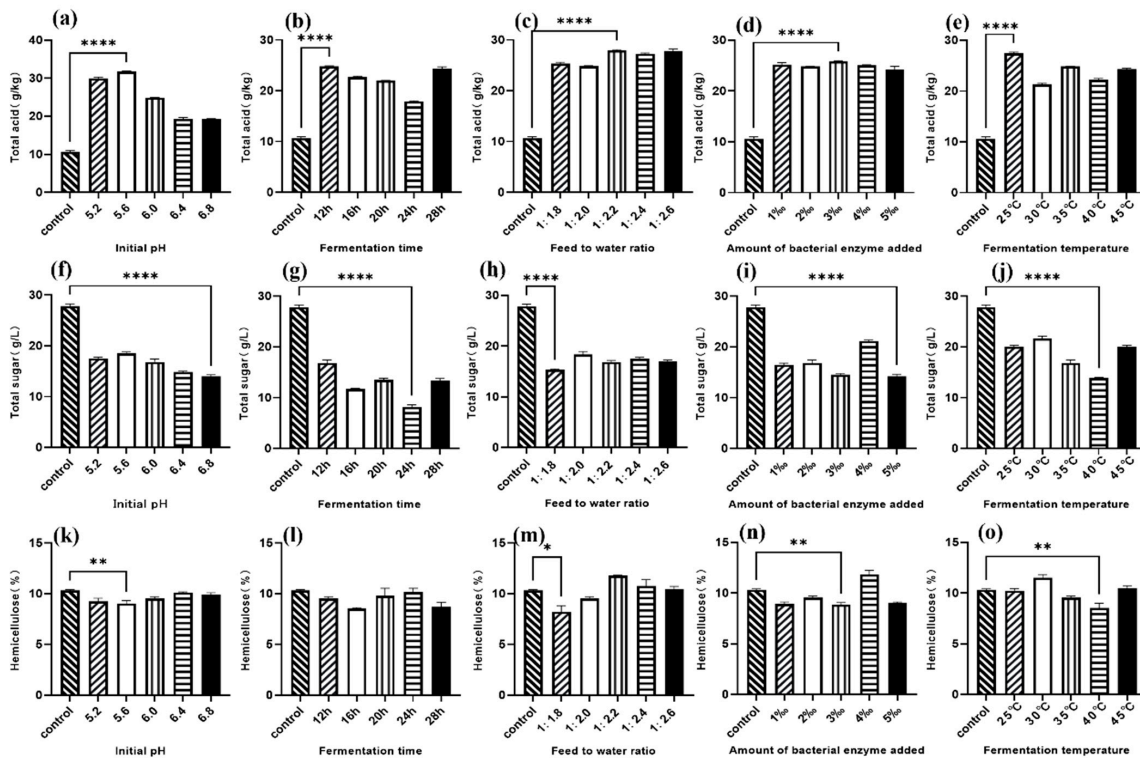 (a)
****
Total acid( g/kg)
40
30
20
10
0
control
5.2
5.6
6.0
6.4
6.8
Initial pH
(b)
****
Total acid( g/kg)
30
20
10
0
control
12h
16h
20h
24h
28h
Fermentation time
(c)
****
Total acid( g/kg)
30
20
10
0
control
1: 1.8
1: 2.0
1: 2.2
1: 2.4
1: 2.6
Feed to water ratio
(d)
****
Total acid( g/kg)
30
20
10
0
control
1‰
2‰
3‰
4‰
5‰
Amount of bacterial enzyme added
(e)
****
Total acid( g/kg)
30
20
10
0
control
25℃
30℃
35℃
40℃
45℃
Fermentation temperature
(f)
****
Total sugar( g/L)
30
20
10
0
control
5.2
5.6
6.0
6.4
6.8
Initial pH
(g)
****
Total sugar( g/L)
30
20
10
0
control
12h
16h
20h
24h
28h
Fermentation time
(h)
****
Total sugar( g/L)
30
20
10
0
control
1: 1.8
1: 2.0
1: 2.2
1: 2.4
1: 2.6
Feed to water ratio
(i)
****
Total sugar( g/L)
30
20
10
0
control
1‰
2‰
3‰
4‰
5‰
Amount of bacterial enzyme added
(j)
****
Total sugar( g/L)
30
20
10
0
control
25℃
30℃
35℃
40℃
45℃
Fermentation temperature
(k)
**
Hemicellulose( %)
15
10
5
0
control
5.2
5.6
6.0
6.4
6.8
Initial pH
(l)
Hemicellulose( %)
15
10
5
0
control
12h
16h
20h
24h
28h
Fermentation time
(m)
*
Hemicellulose( %)
15
10
5
0
control
1: 1.8
1: 2.0
1: 2.2
1: 2.4
1: 2.6
Feed to water ratio
(n)
**
Hemicellulose( %)
15
10
5
0
control
1‰
2‰
3‰
4‰
5‰
Amount of bacterial enzyme added
(o)
**
Hemicellulose( %)
15
10
5
0
control
25℃
30℃
35℃
40℃
45℃
Fermentation temperature